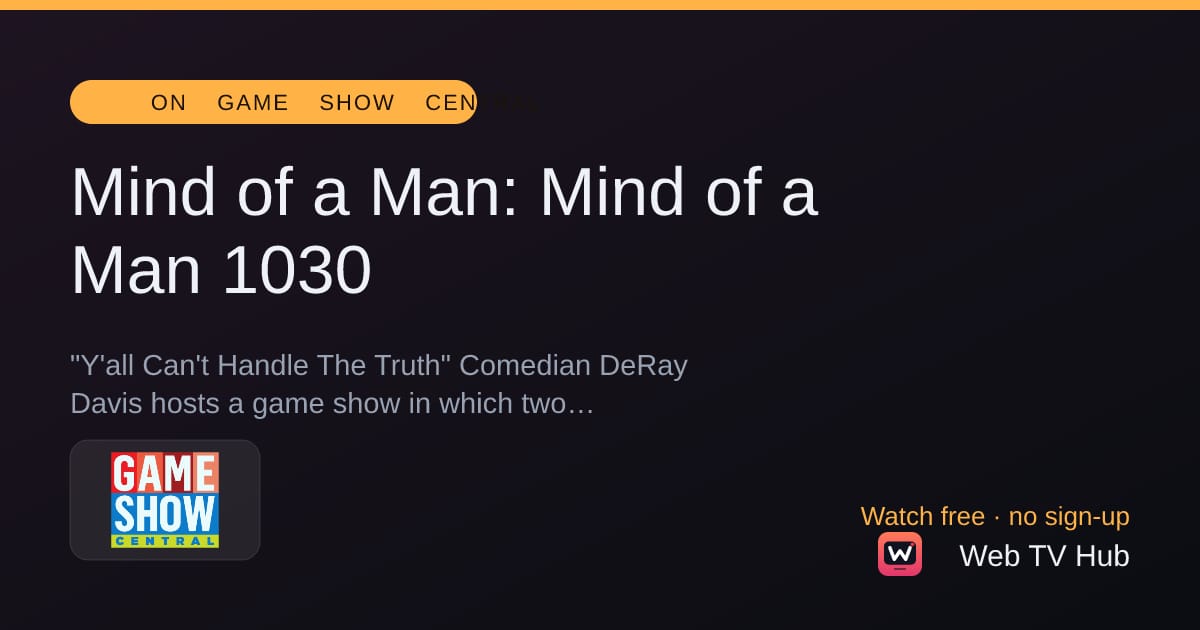 ON GAME SHOW CENTRAL
Mind of a Man: Mind of a
Man 1030
"Y'all Can't Handle The Truth" Comedian DeRay
Davis hosts a game show in which two…
GAME
SHOW
CENTRAL
Watch free · no sign-up
W
Web TV Hub